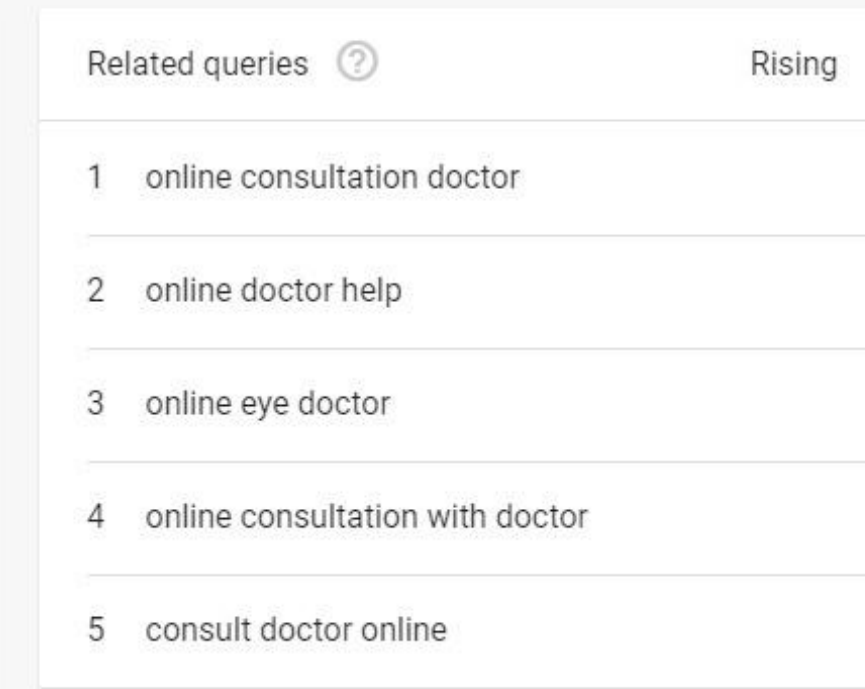 Related queries ? Rising
1 online consultation doctor
2 online doctor help
3 online eye doctor
4 online consultation with doctor
5 consult doctor online